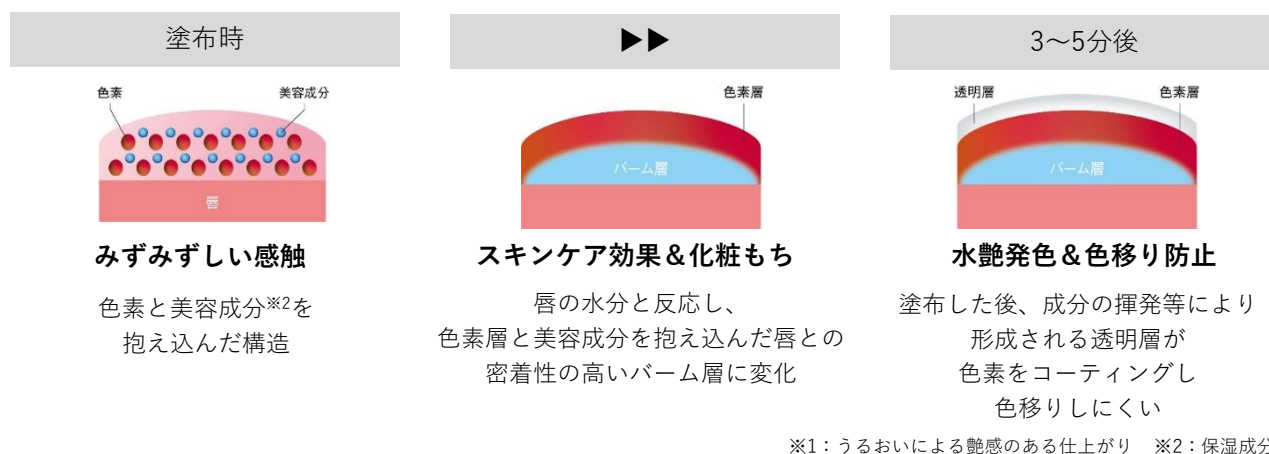 塗布時
▶▶
3〜5分後
色素 美容成分
唇
色素層
バーム層
透明層 色素層
バーム層
みずみずしい感触
色素と美容成分※2を
抱え込んだ構造
スキンケア効果＆化粧もち
唇の水分と反応し、
色素層と美容成分を抱え込んだ唇との
密着性の高いバーム層に変化
水艶発色＆色移り防止
塗布した後、成分の揮発等により
形成される透明層が
色素をコーティングし
色移りしにくい
※1：うるおいによる艶感のある仕上がり ※2：保湿成分